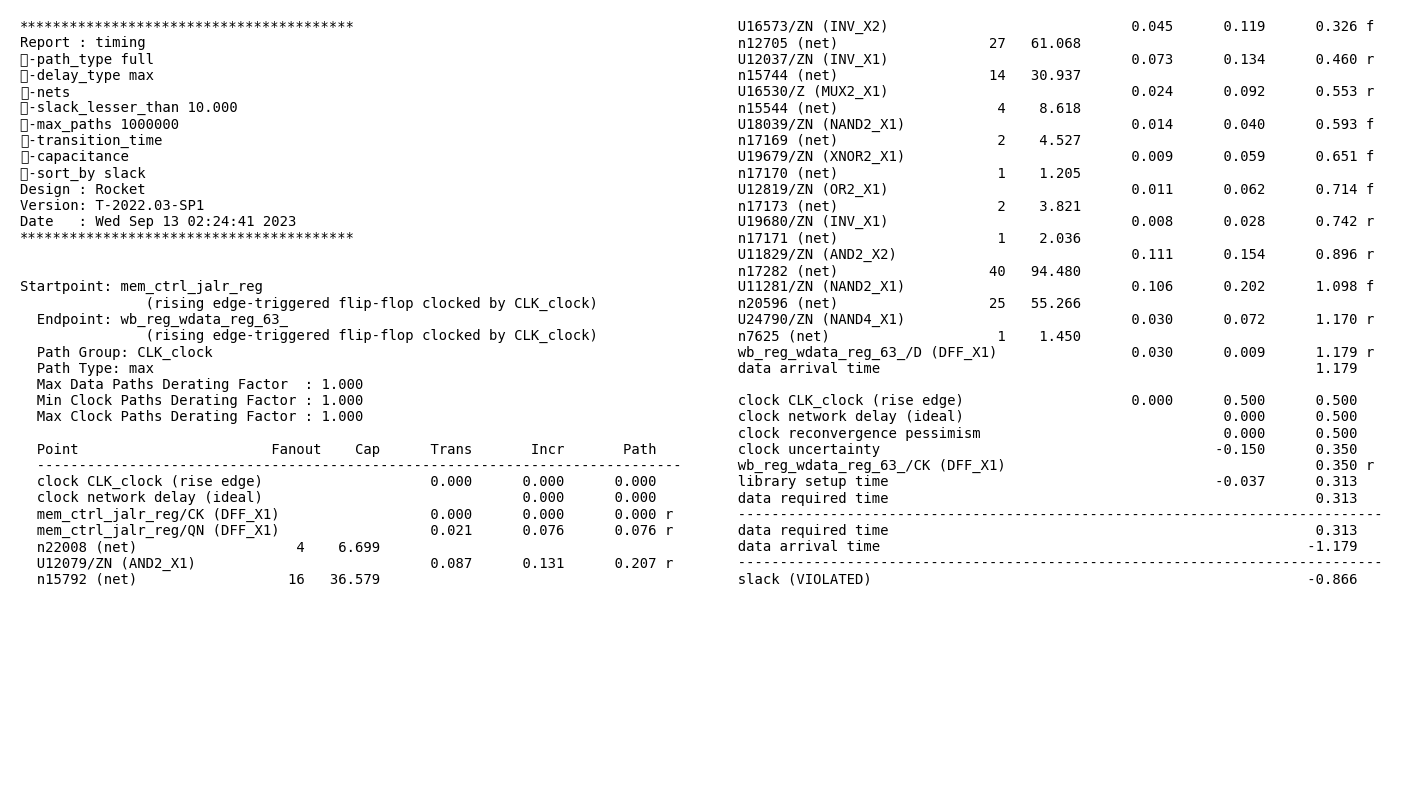 ****************************************
Report : timing
-path_type full
-delay_type max
-nets
-slack_lesser_than 10.000
-max_paths 1000000
-transition_time
-capacitance
-sort_by slack
Design : Rocket
Version: T-2022.03-SP1
Date   : Wed Sep 13 02:24:41 2023
****************************************
Startpoint: mem_ctrl_jalr_reg
(rising edge-triggered flip-flop clocked by CLK_clock)
Endpoint: wb_reg_wdata_reg_63_
(rising edge-triggered flip-flop clocked by CLK_clock)
Path Group: CLK_clock
Path Type: max
Max Data Paths Derating Factor  : 1.000
Min Clock Paths Derating Factor : 1.000
Max Clock Paths Derating Factor : 1.000
Point Fanout Cap Trans Incr Path
-----------------------------------------------------------------------------
clock CLK_clock (rise edge) 0.000 0.000 0.000
clock network delay (ideal) 0.000 0.000
mem_ctrl_jalr_reg/CK (DFF_X1) 0.000 0.000 0.000 r
mem_ctrl_jalr_reg/QN (DFF_X1) 0.021 0.076 0.076 r
n22008 (net) 4 6.699
U12079/ZN (AND2_X1) 0.087 0.131 0.207 r
n15792 (net) 16 36.579
U16573/ZN (INV_X2) 0.045 0.119 0.326 f
n12705 (net) 27 61.068
U12037/ZN (INV_X1) 0.073 0.134 0.460 r
n15744 (net) 14 30.937
U16530/Z (MUX2_X1) 0.024 0.092 0.553 r
n15544 (net) 4 8.618
U18039/ZN (NAND2_X1) 0.014 0.040 0.593 f
n17169 (net) 2 4.527
U19679/ZN (XNOR2_X1) 0.009 0.059 0.651 f
n17170 (net) 1 1.205
U12819/ZN (OR2_X1) 0.011 0.062 0.714 f
n17173 (net) 2 3.821
U19680/ZN (INV_X1) 0.008 0.028 0.742 r
n17171 (net) 1 2.036
U11829/ZN (AND2_X2) 0.111 0.154 0.896 r
n17282 (net) 40 94.480
U11281/ZN (NAND2_X1) 0.106 0.202 1.098 f
n20596 (net) 25 55.266
U24790/ZN (NAND4_X1) 0.030 0.072 1.170 r
n7625 (net) 1 1.450
wb_reg_wdata_reg_63_/D (DFF_X1) 0.030 0.009 1.179 r
data arrival time 1.179
clock CLK_clock (rise edge) 0.000 0.500 0.500
clock network delay (ideal) 0.000 0.500
clock reconvergence pessimism 0.000 0.500
clock uncertainty -0.150 0.350
wb_reg_wdata_reg_63_/CK (DFF_X1) 0.350 r
library setup time -0.037 0.313
data required time 0.313
-----------------------------------------------------------------------------
data required time 0.313
data arrival time -1.179
-----------------------------------------------------------------------------
slack (VIOLATED) -0.866